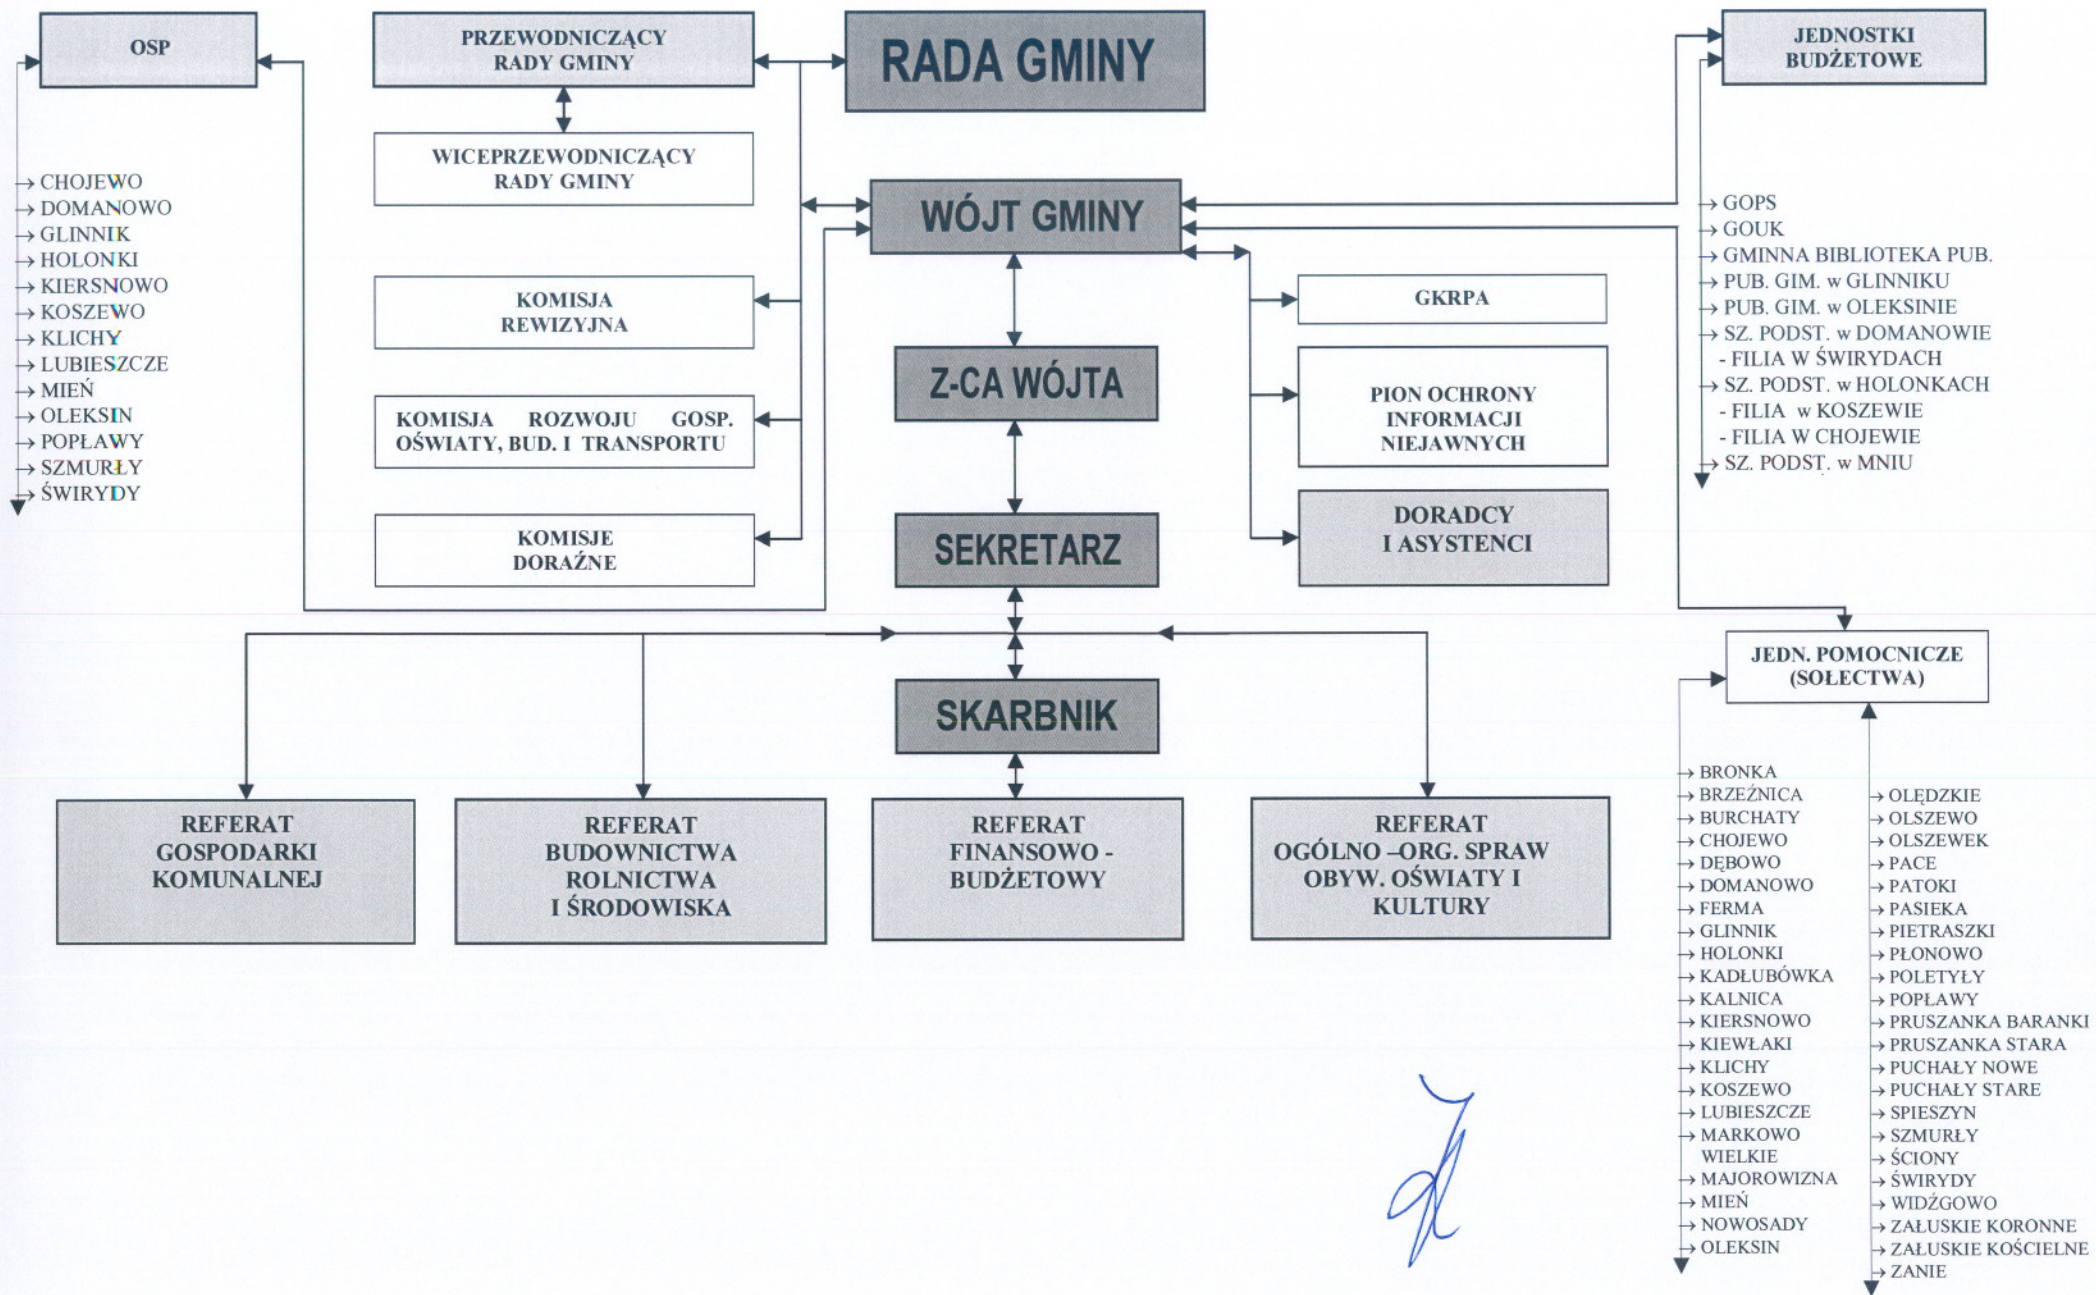 OSP
→ CHOJEWO
→ DOMANOWO
→ GLINNIK
→ HOLONKI
→ KIERSNOWO
→ KOSZEWO
→ KLICHY
→ LUBIESZCZE
→ MIEŃ
→ OLEKSIN
→ POPŁAWY
→ SZMURŁY
→ ŚWIRYDY
PRZEWODNICZĄCY
RADY GMINY
WICEPRZEWODNICZĄCY
RADY GMINY
KOMISJA
REWIZYJNA
KOMISJA ROZWOJU GOSP.
OŚWIATY, BUD. I TRANSPORTU
KOMISJE
DORAŹNE
RADA GMINY
WÓJT GMINY
Z-CA WÓJTA
SEKRETARZ
SKARBNIK
GKRPA
PION OCHRONY
INFORMACJI
NIEJAWNYCH
DORADCY
I ASYSTENCI
JEDNOSTKI
BUDŻETOWE
→ GOPS
→ GOUK
→ GMINNA BIBLIOTEKA PUB.
→ PUB. GIM. w GLINNIKU
→ PUB. GIM. w OLEKSINIE
→ SZ. PODST. w DOMANOWIE
- FILIA W ŚWIRYDACH
→ SZ. PODST. w HOLONKACH
- FILIA w KOSZEWIE
- FILIA W CHOJEWIE
→ SZ. PODST. w MNIU
REFERAT
GOSPODARKI
KOMUNALNEJ
REFERAT
BUDOWNICTWA
ROLNICTWA
I ŚRODOWISKA
REFERAT
FINANSOWO -
BUDŻETOWY
REFERAT
OGÓLNO –ORG. SPRAW
OBYW. OŚWIATY I
KULTURY
JEDN. POMOCNICZE
(SOŁECTWA)
→ BRONKA
→ BRZEŹNICA
→ BURCHATY
→ CHOJEWO
→ DĘBOWO
→ DOMANOWO
→ FERMA
→ GLINNIK
→ HOLONKI
→ KADŁUBÓWKA
→ KALNICA
→ KIERSNOWO
→ KIEWŁAKI
→ KLICHY
→ KOSZEWO
→ LUBIESZCZE
→ MARKOWO
WIELKIE
→ MAJOROWIZNA
→ MIEŃ
→ NOWOSADY
→ OLEKSIN
→ OLĘDZKIE
→ OLSZEWO
→ OLSZEWEK
→ PACE
→ PATOKI
→ PASIEKA
→ PIETRASZKI
→ PŁONOWO
→ POLETYŁY
→ POPŁAWY
→ PRUSZANKA BARANKI
→ PRUSZANKA STARA
→ PUCHAŁY NOWE
→ PUCHAŁY STARE
→ SPIESZYN
→ SZMURŁY
→ ŚCIONY
→ ŚWIRYDY
→ WIDŹGOWO
→ ZAŁUSKIE KORONNE
→ ZAŁUSKIE KOŚCIELNE
→ ZANIE